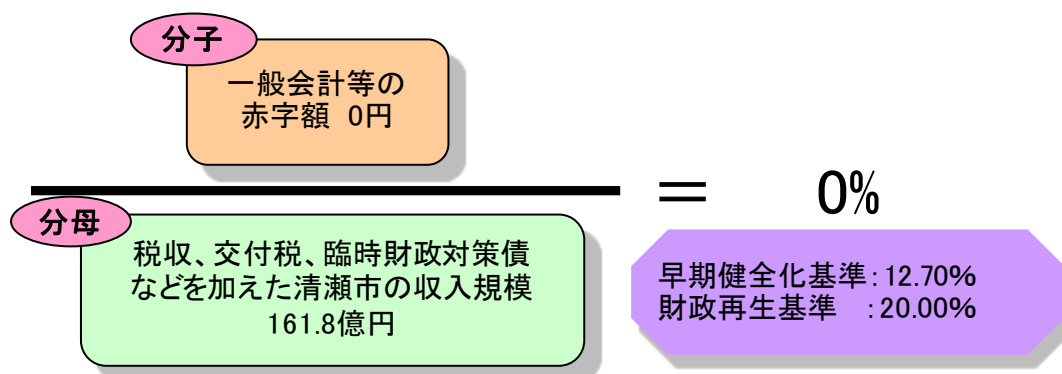 分子
一般会計等の
赤字額 0円
分母
税収、交付税、臨時財政対策債
などを加えた清瀬市の収入規模
161.8億円
＝ 0%
早期健全化基準：12.70%
財政再生基準 ：20.00%